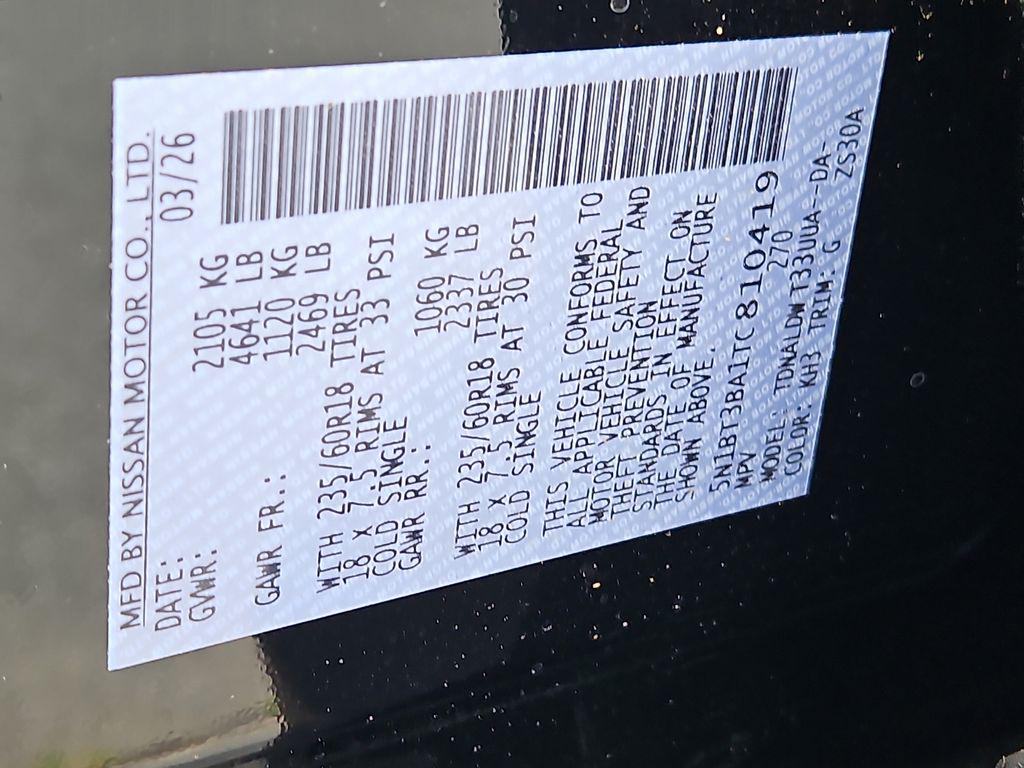 MFD BY NISSAN MOTOR CO., LTD.
DATE: 03/26
GVWR: 2105 KG
4641 LB
GAWR FR.: 1120 KG
2469 LB
WITH 235/60R18 TIRES
18 X 7.5 RIMS AT 33 PSI
COLD SINGLE
GAWR RR.: 1060 KG
2337 LB
WITH 235/60R18 TIRES
18 X 7.5 RIMS AT 30 PSI
COLD SINGLE
THIS VEHICLE CONFORMS TO
ALL APPLICABLE FEDERAL
MOTOR VEHICLE SAFETY AND
THEFT PREVENTION
STANDARDS IN EFFECT ON
THE DATE OF MANUFACTURE
SHOWN ABOVE.
5N1BT3BA1TC810419
MPV 270
MODEL: TDNALDW T33UUA--DA-
COLOR: KH3 TRIM: G ZS30A